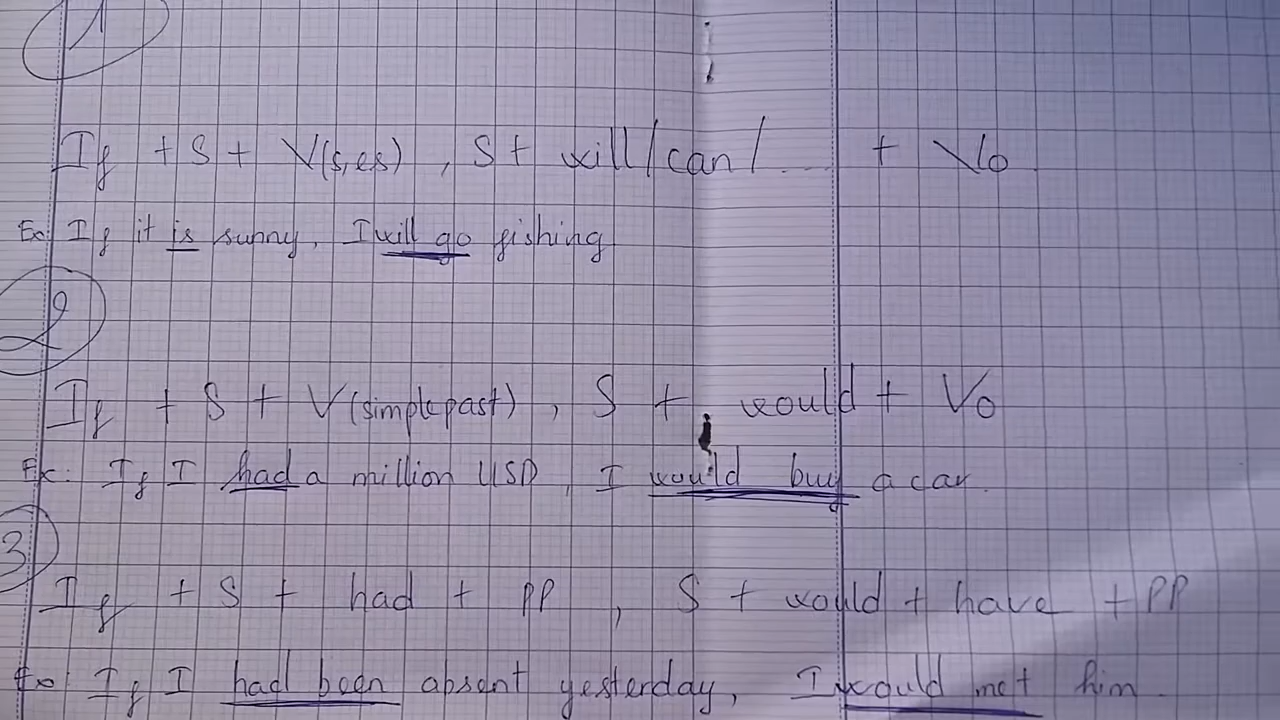 1
If + S + V(s,es) , S + will/can/.... + Vo
Ex: If it is sunny, I will go fishing
2
If + S + V(simple past) , S + would + Vo
Ex: If I had a million USD, I would buy a car.
3
If + S + had + PP , S + would + have + PP
Ex: If I had been absent yesterday, I would met him.